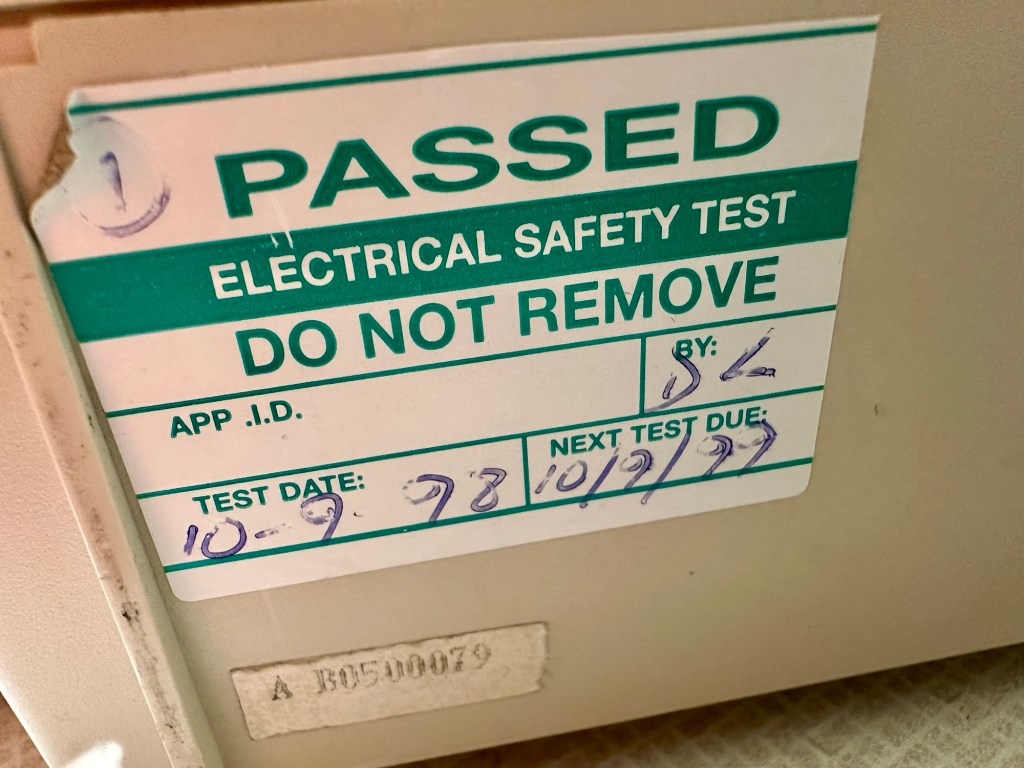 1
PASSED
ELECTRICAL SAFETY TEST
DO NOT REMOVE
APP .I.D.
BY:
TEST DATE: 10-9. 98
NEXT TEST DUE: 10/9/99
A B0500079